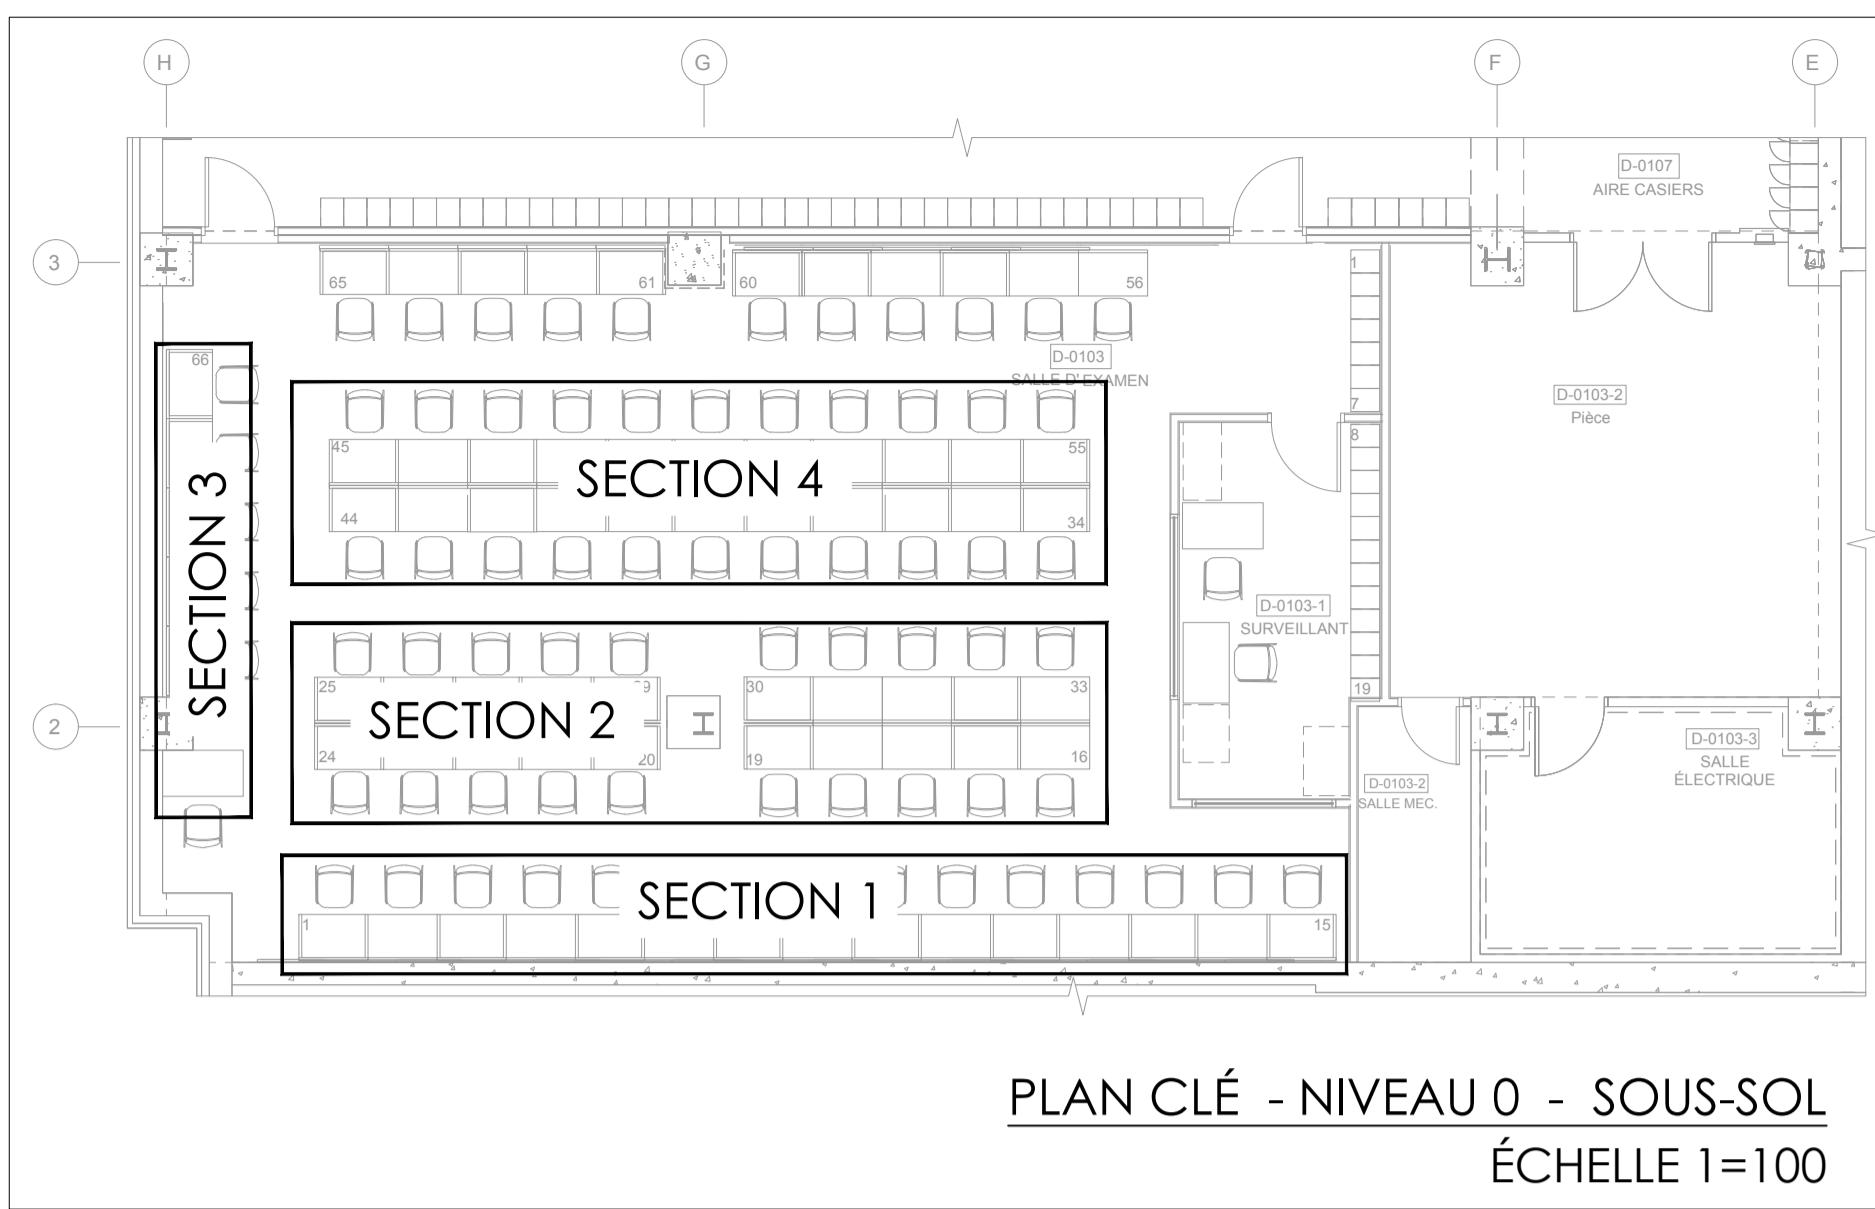 H
G
F
E
D-0107
AIRE CASIERS
3
65
61
60
56
1
D-0103
SALLE D'EXAMEN
66
D-0103-2
Pièce
7
8
45
55
SECTION 4
44
34
SECTION 3
D-0103-1
SURVEILLANT
25
30
33
19
SECTION 2
2
24
20
19
16
D-0103-3
SALLE
ÉLECTRIQUE
D-0103-2
SALLE MEC.
SECTION 1
1
15
PLAN CLÉ - NIVEAU 0 - SOUS-SOL
ÉCHELLE 1=100